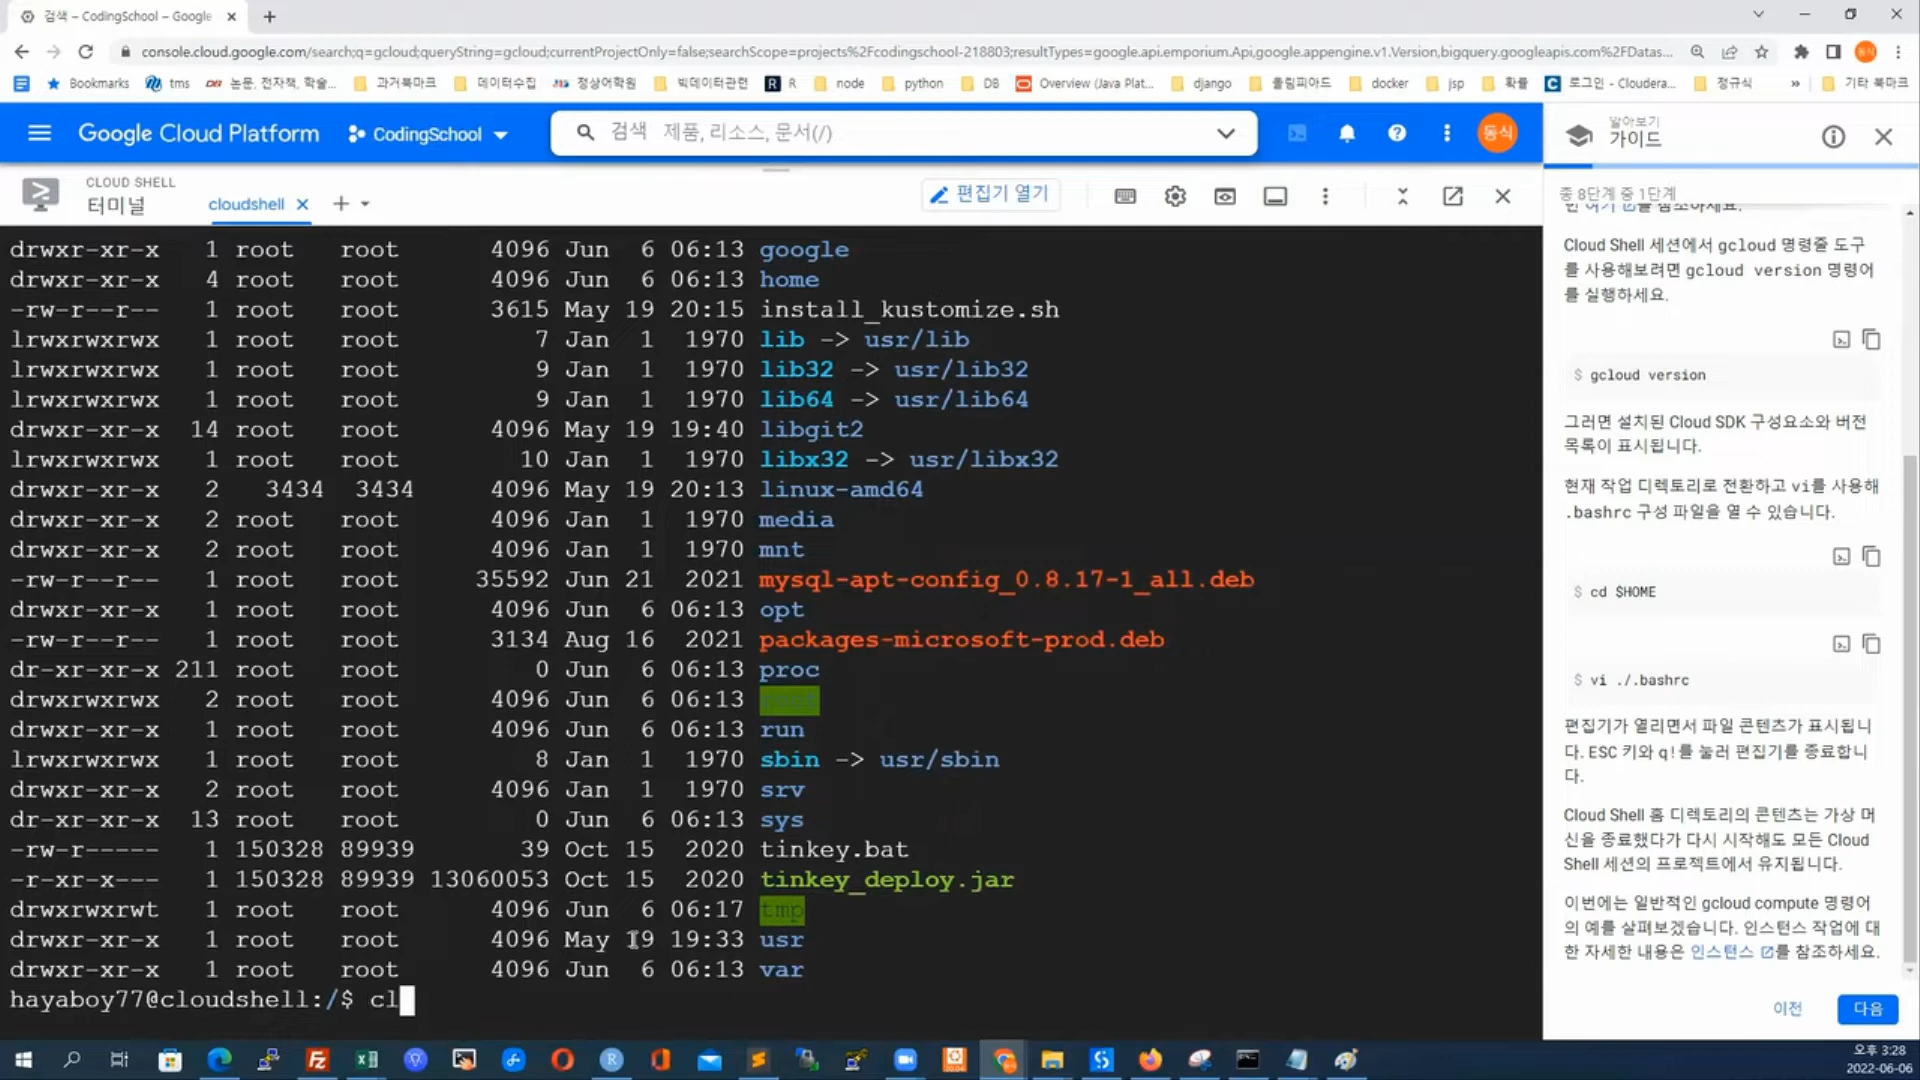 검색 – CodingSchool – Google
console.cloud.google.com/search;q=gcloud;queryString=gcloud;currentProjectOnly=false;searchScope=projects%2Fcodingschool-218803;resultTypes=google.api.emporium.Api,google.appengine.v1.Version,bigquery.googleapis.com%2FDatas...
동식
Bookmarks
tms
논문, 전자책, 학술...
과거북마크
데이터수집
정상어학원
빅데이터관련
R
node
python
DB
Overview (Java Plat...
django
올림피아드
docker
jsp
확률
로그인 - Cloudera...
정규식
»
기타 북마크
Google Cloud Platform
CodingSchool
검색 제품, 리소스, 문서(/)
동식
CLOUD SHELL
터미널
cloudshell
편집기 열기
drwxr-xr-x 1 root root 4096 Jun 6 06:13 google
drwxr-xr-x 4 root root 4096 Jun 6 06:13 home
-rw-r--r-- 1 root root 3615 May 19 20:15 install_kustomize.sh
lrwxrwxrwx 1 root root 7 Jan 1 1970 lib -> usr/lib
lrwxrwxrwx 1 root root 9 Jan 1 1970 lib32 -> usr/lib32
lrwxrwxrwx 1 root root 9 Jan 1 1970 lib64 -> usr/lib64
drwxr-xr-x 14 root root 4096 May 19 19:40 libgit2
lrwxrwxrwx 1 root root 10 Jan 1 1970 libx32 -> usr/libx32
drwxr-xr-x 2 3434 3434 4096 May 19 20:13 linux-amd64
drwxr-xr-x 2 root root 4096 Jan 1 1970 media
drwxr-xr-x 2 root root 4096 Jan 1 1970 mnt
-rw-r--r-- 1 root root 35592 Jun 21 2021 mysql-apt-config_0.8.17-1_all.deb
drwxr-xr-x 1 root root 4096 Jun 6 06:13 opt
-rw-r--r-- 1 root root 3134 Aug 16 2021 packages-microsoft-prod.deb
dr-xr-xr-x 211 root root 0 Jun 6 06:13 proc
drwxrwxrwx 2 root root 4096 Jun 6 06:13
drwxr-xr-x 1 root root 4096 Jun 6 06:13 run
lrwxrwxrwx 1 root root 8 Jan 1 1970 sbin -> usr/sbin
drwxr-xr-x 2 root root 4096 Jan 1 1970 srv
dr-xr-xr-x 13 root root 0 Jun 6 06:13 sys
-rw-r----- 1 150328 89939 39 Oct 15 2020 tinkey.bat
-r-xr-x--- 1 150328 89939 13060053 Oct 15 2020 tinkey_deploy.jar
drwxrwxrwt 1 root root 4096 Jun 6 06:17 tmp
drwxr-xr-x 1 root root 4096 May 19 19:33 usr
drwxr-xr-x 1 root root 4096 Jun 6 06:13 var
hayaboy77@cloudshell:/$ cl
알아보기
가이드
총 8단계 중 1단계
Cloud Shell 세션에서 gcloud 명령줄 도구
를 사용해보려면 gcloud version 명령어
를 실행하세요.
$ gcloud version
그러면 설치된 Cloud SDK 구성요소와 버전
목록이 표시됩니다.
현재 작업 디렉토리로 전환하고 vi를 사용해
.bashrc 구성 파일을 열 수 있습니다.
$ cd $HOME
$ vi ./.bashrc
편집기가 열리면서 파일 콘텐츠가 표시됩니
다. ESC 키와 q!를 눌러 편집기를 종료합니
다.
Cloud Shell 홈 디렉토리의 콘텐츠는 가상 머
신을 종료했다가 다시 시작해도 모든 Cloud
Shell 세션의 프로젝트에서 유지됩니다.
이번에는 일반적인 gcloud compute 명령어
의 예를 살펴보겠습니다. 인스턴스 작업에 대
한 자세한 내용은 인스턴스 를 참조하세요.
이전
다음
오후 3:28
2022-06-06